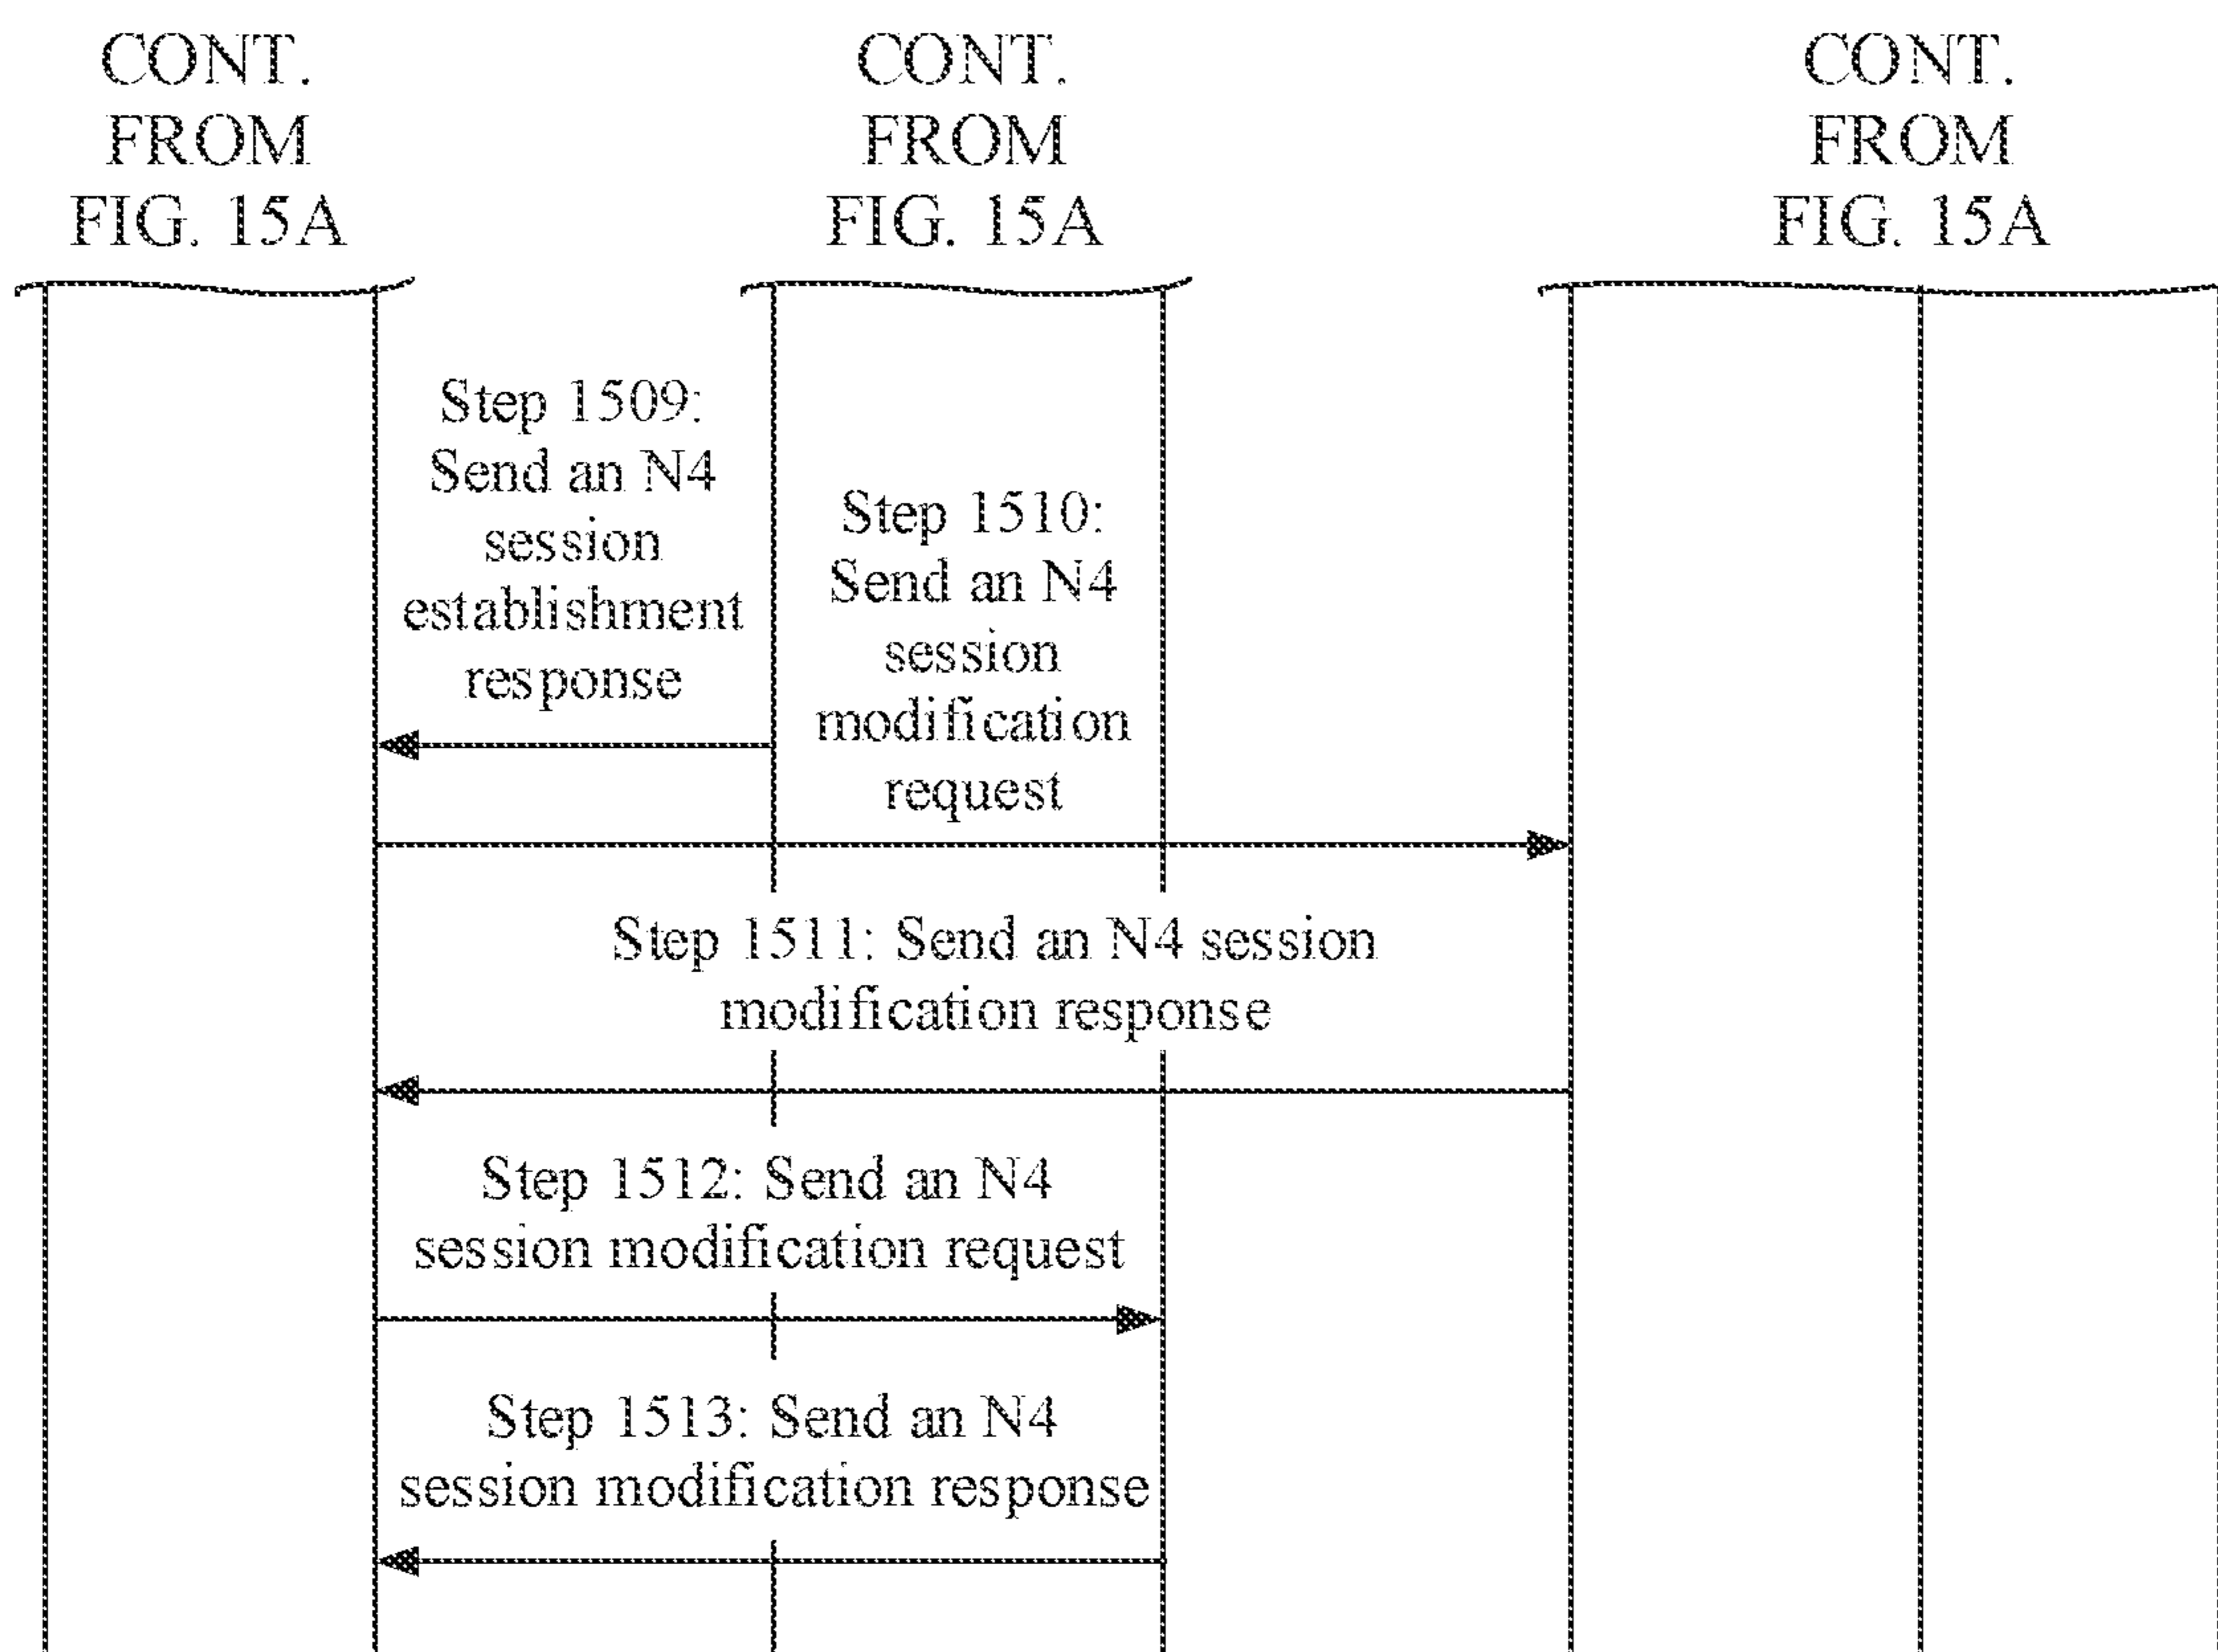 CONT.
FROM
FIG. 15A
CONT.
FROM
FIG. 15A
CONT.
FROM
FIG. 15A
Step 1509:
Send an N4
session
establishment
response
Step 1510:
Send an N4
session
modification
request
Step 1511: Send an N4 session
modification response
Step 1512: Send an N4
session modification request
Step 1513: Send an N4
session modification response